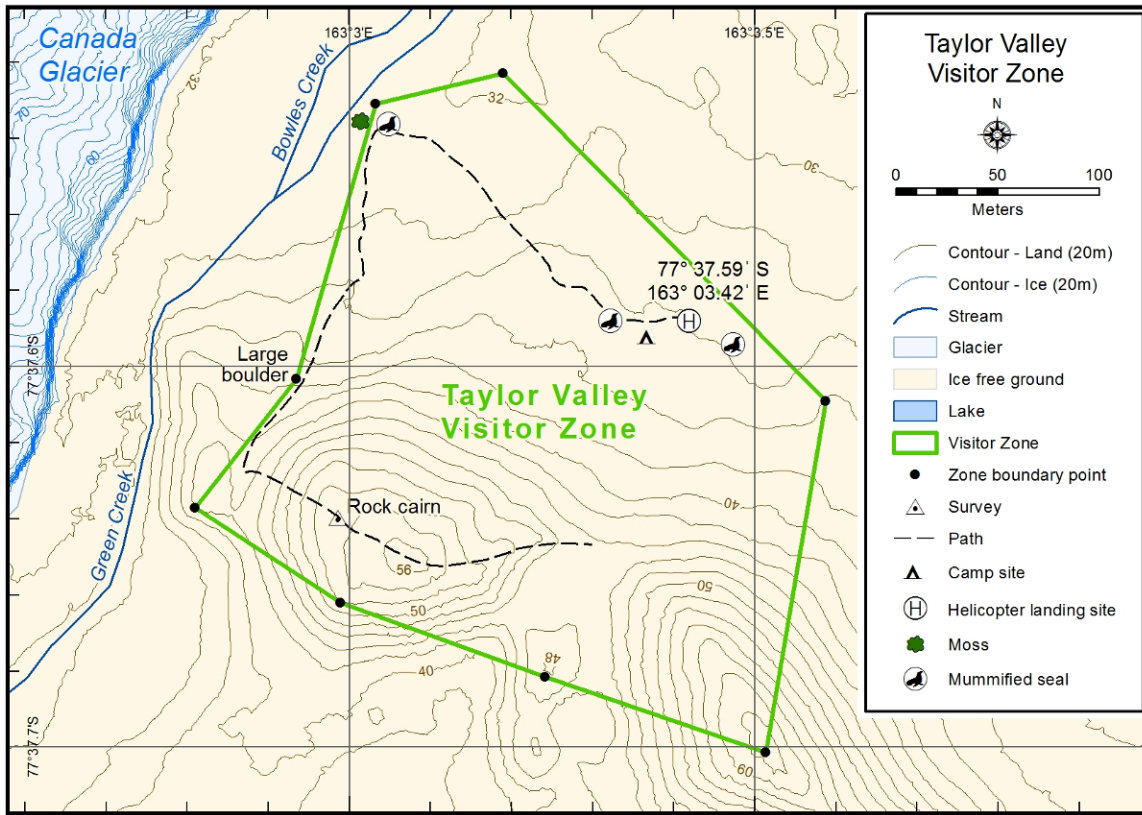 Canada
Glacier
163°3'E
163°3.5'E
Bowles Creek
32
70
60
32
30
77° 37.59' S
163° 03.42' E
H
77°37.6'S
Large
boulder
Taylor Valley
Visitor Zone
Green Creek
Rock cairn
40
56
50
50
40
48
60
77°37.7'S
Taylor Valley
Visitor Zone
N
0 50 100
Meters
Contour - Land (20m)
Contour - Ice (20m)
Stream
Glacier
Ice free ground
Lake
Visitor Zone
Zone boundary point
Survey
Path
Camp site
H Helicopter landing site
Moss
Mummified seal